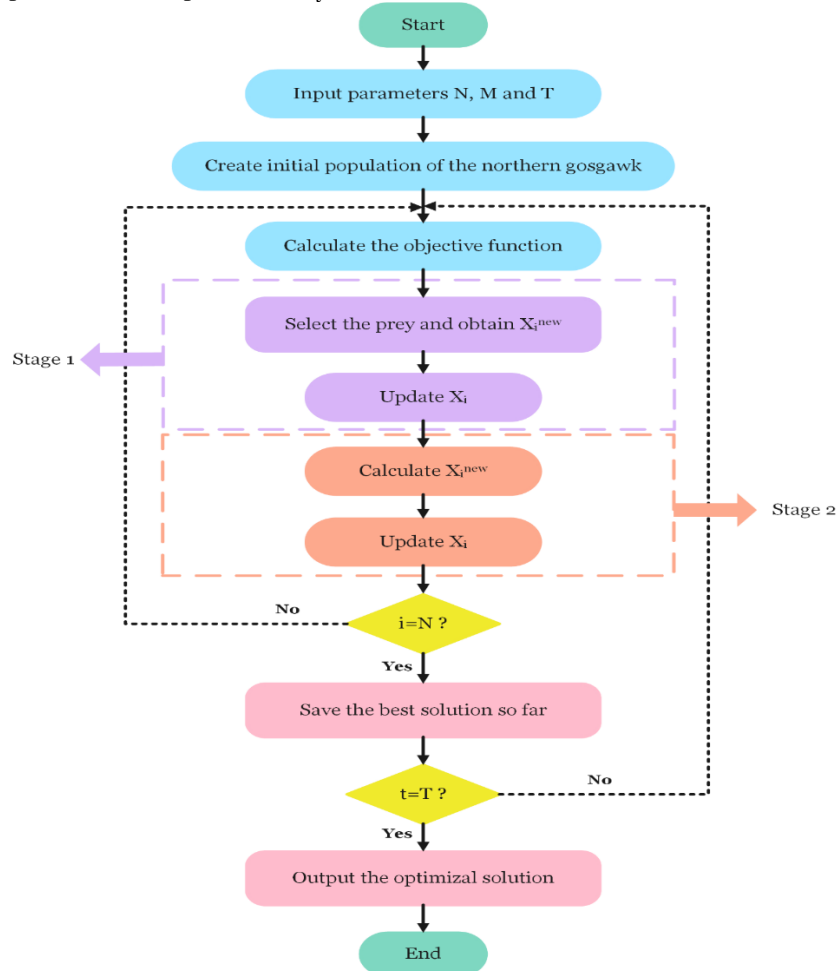 Start
Input parameters N, M and T
Create initial population of the northern gosgawk
Calculate the objective function
Select the prey and obtain Xᵢⁿᵉʷ
Stage 1
Update Xᵢ
Calculate Xᵢⁿᵉʷ
Stage 2
Update Xᵢ
No
i=N ?
Yes
Save the best solution so far
No
t=T ?
Yes
Output the optimizal solution
End